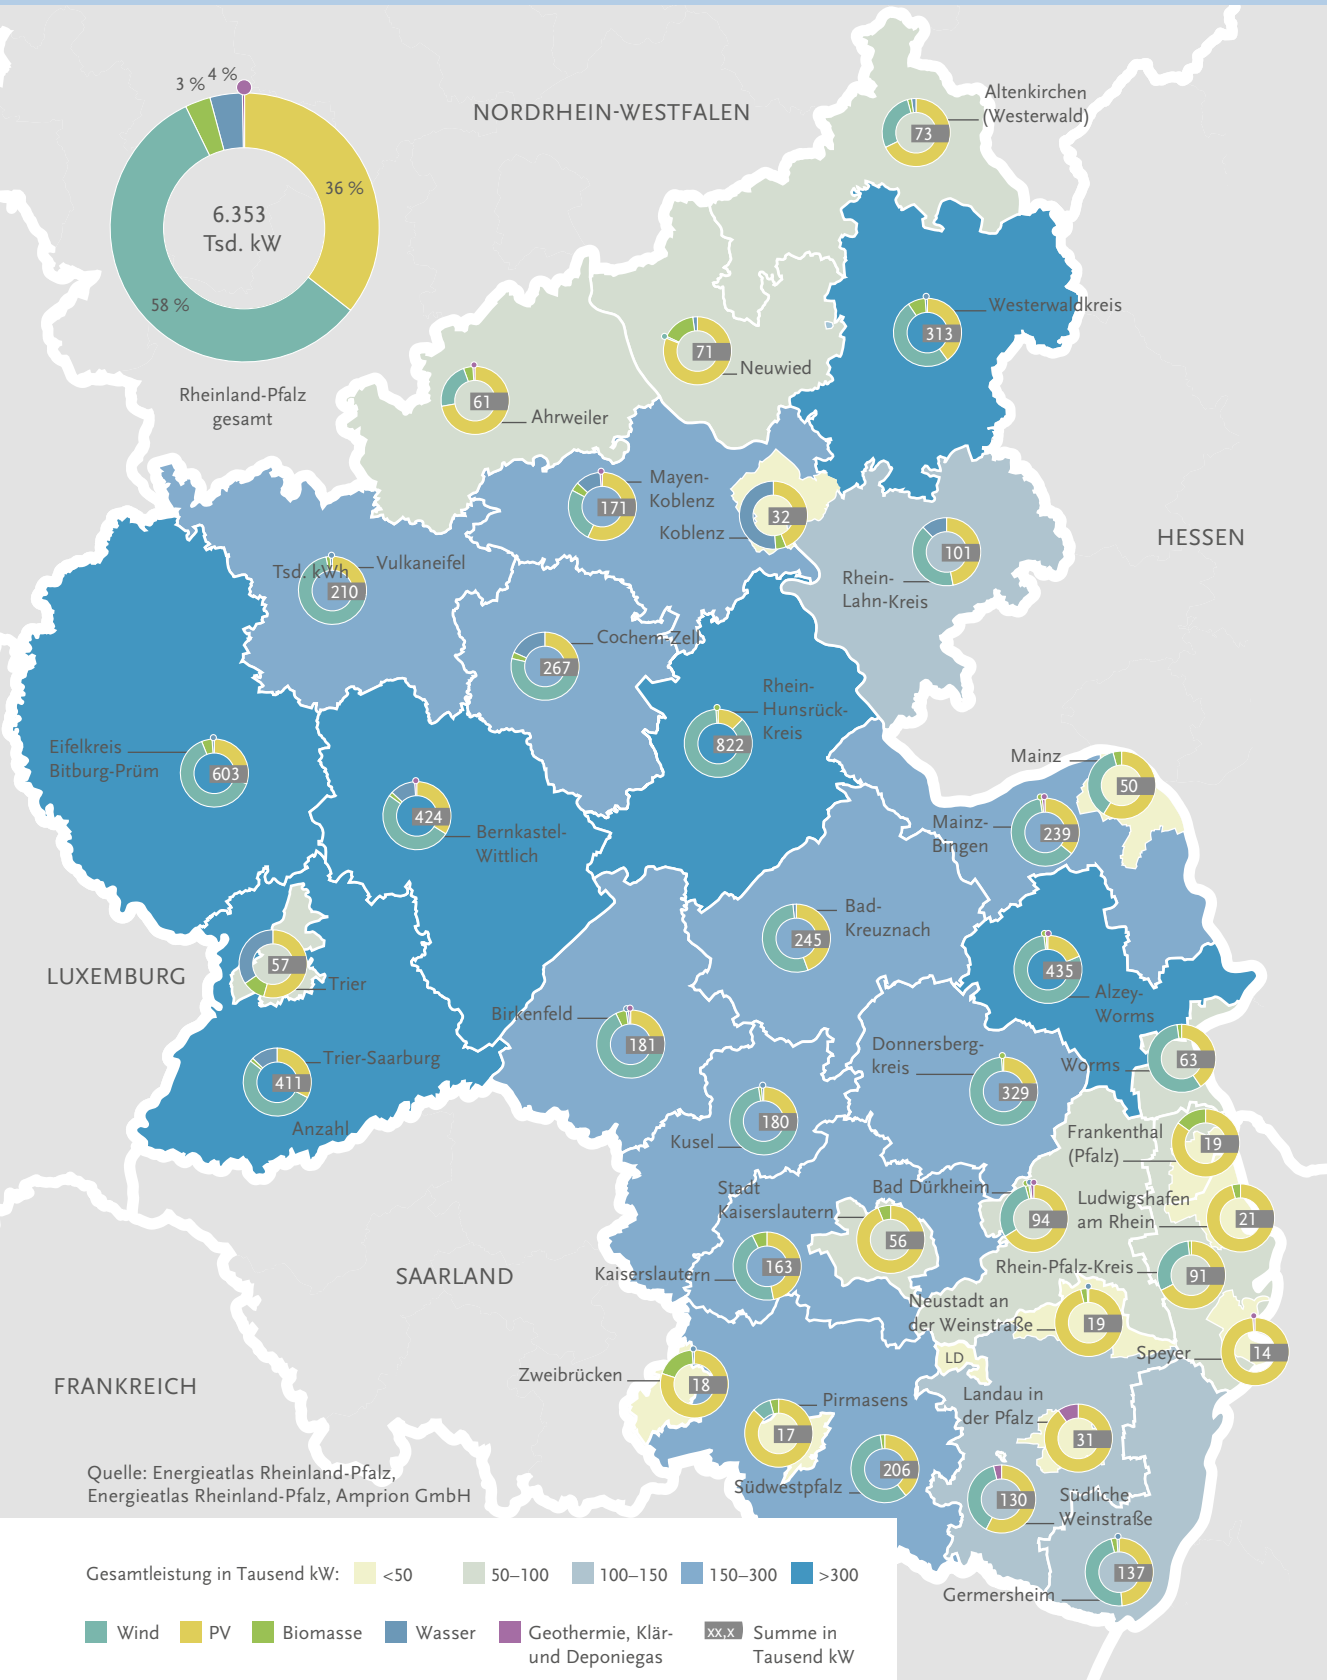 3 %
4 %
36 %
58 %
6.353
Tsd. kW
Rheinland-Pfalz
gesamt
NORDRHEIN-WESTFALEN
Altenkirchen
(Westerwald)
73
Westerwaldkreis
313
71
Neuwied
61
Ahrweiler
Mayen-
Koblenz
171
Koblenz
32
HESSEN
101
Rhein-
Lahn-Kreis
Vulkaneifel
Tsd. kWh
210
Cochem-Zell
267
Rhein-
Hunsrück-
Kreis
822
Eifelkreis
Bitburg-Prüm
603
424
Bernkastel-
Wittlich
Mainz
50
Mainz-
Bingen
239
Bad-
Kreuznach
245
435
Alzey-
Worms
LUXEMBURG
57
Trier
Birkenfeld
181
Trier-Saarburg
411
Anzahl
Donnersberg-
kreis
329
Worms
63
Kusel
180
Frankenthal
(Pfalz)
19
Stadt
Kaiserslautern
56
Bad Dürkheim
94
Ludwigshafen
am Rhein
21
SAARLAND
Kaiserslautern
163
Rhein-Pfalz-Kreis
91
Neustadt an
der Weinstraße
19
Speyer
14
LD
FRANKREICH
Zweibrücken
18
Pirmasens
17
Landau in
der Pfalz
31
Südwestpfalz
206
130
Südliche
Weinstraße
Germersheim
137
Quelle: Energieatlas Rheinland-Pfalz,
Energieatlas Rheinland-Pfalz, Amprion GmbH
Gesamtleistung in Tausend kW: <50 50–100 100–150 150–300 >300
Wind PV Biomasse Wasser Geothermie, Klär-
und Deponiegas
xx,x Summe in
Tausend kW